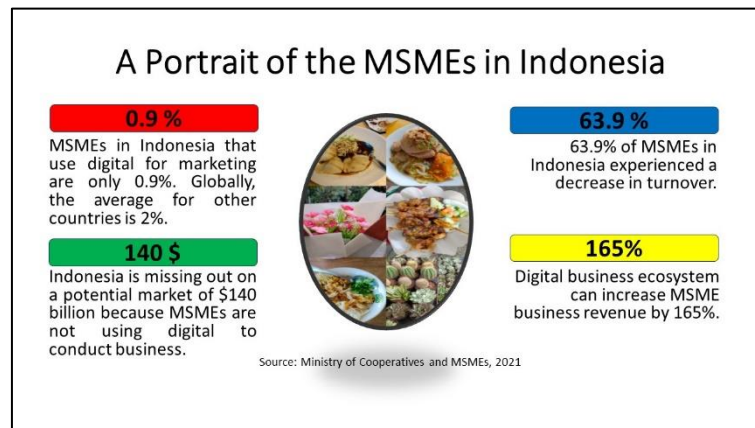 A Portrait of the MSMEs in Indonesia
0.9 %
MSMEs in Indonesia that
use digital for marketing
are only 0.9%. Globally,
the average for other
countries is 2%.
140 $
Indonesia is missing out on
a potential market of $140
billion because MSMEs are
not using digital to
conduct business.
63.9 %
63.9% of MSMEs in
Indonesia experienced a
decrease in turnover.
165%
Digital business ecosystem
can increase MSME
business revenue by 165%.
Source: Ministry of Cooperatives and MSMEs, 2021